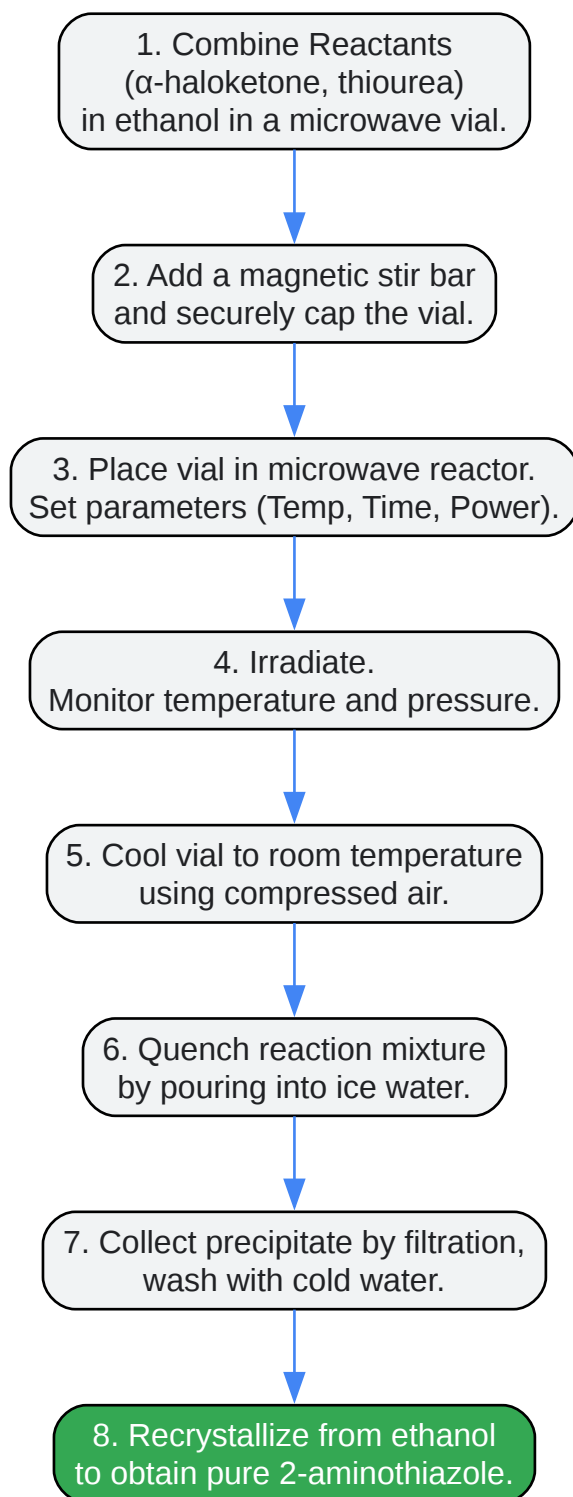 1. Combine Reactants
(α-haloketone, thiourea)
in ethanol in a microwave vial.
2. Add a magnetic stir bar
and securely cap the vial.
3. Place vial in microwave reactor.
Set parameters (Temp, Time, Power).
4. Irradiate.
Monitor temperature and pressure.
5. Cool vial to room temperature
using compressed air.
6. Quench reaction mixture
by pouring into ice water.
7. Collect precipitate by filtration,
wash with cold water.
8. Recrystallize from ethanol
to obtain pure 2-aminothiazole.